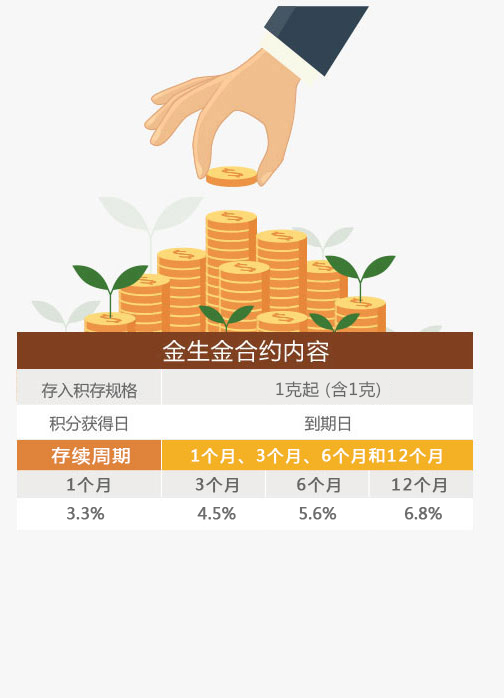 金生金合约内容
存入积存规格 1克起 (含1克)
积分获得日 到期日
存续周期 1个月、3个月、6个月和12个月
1个月 3个月 6个月 12个月
3.3% 4.5% 5.6% 6.8%